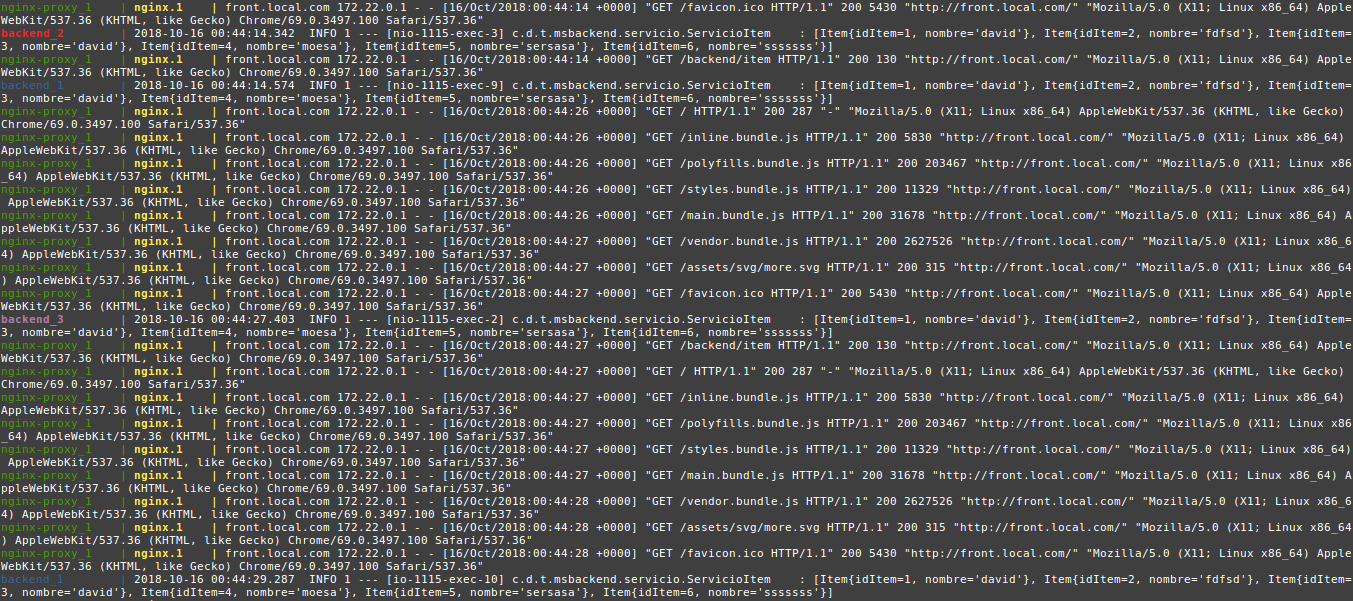 nginx-proxy_1    | nginx.1    | front.local.com 172.22.0.1 - - [16/Oct/2018:00:44:14 +0000] "GET /favicon.ico HTTP/1.1" 200 5430 "http://front.local.com/" "Mozilla/5.0 (X11; Linux x86_64) Apple
WebKit/537.36 (KHTML, like Gecko) Chrome/69.0.3497.100 Safari/537.36"
backend_2        | 2018-10-16 00:44:14.342  INFO 1 --- [nio-1115-exec-3] c.d.t.msbackend.servicio.ServicioItem    : [Item{idItem=1, nombre='david'}, Item{idItem=2, nombre='fdfsd'}, Item{idItem=
3, nombre='david'}, Item{idItem=4, nombre='moesa'}, Item{idItem=5, nombre='sersasa'}, Item{idItem=6, nombre='sssssss'}]
nginx-proxy_1    | nginx.1    | front.local.com 172.22.0.1 - - [16/Oct/2018:00:44:14 +0000] "GET /backend/item HTTP/1.1" 200 130 "http://front.local.com/" "Mozilla/5.0 (X11; Linux x86_64) Apple
WebKit/537.36 (KHTML, like Gecko) Chrome/69.0.3497.100 Safari/537.36"
backend_1        | 2018-10-16 00:44:14.574  INFO 1 --- [nio-1115-exec-9] c.d.t.msbackend.servicio.ServicioItem    : [Item{idItem=1, nombre='david'}, Item{idItem=2, nombre='fdfsd'}, Item{idItem=
3, nombre='david'}, Item{idItem=4, nombre='moesa'}, Item{idItem=5, nombre='sersasa'}, Item{idItem=6, nombre='sssssss'}]
nginx-proxy_1    | nginx.1    | front.local.com 172.22.0.1 - - [16/Oct/2018:00:44:26 +0000] "GET / HTTP/1.1" 200 287 "-" "Mozilla/5.0 (X11; Linux x86_64) AppleWebKit/537.36 (KHTML, like Gecko)
Chrome/69.0.3497.100 Safari/537.36"
nginx-proxy_1    | nginx.1    | front.local.com 172.22.0.1 - - [16/Oct/2018:00:44:26 +0000] "GET /inline.bundle.js HTTP/1.1" 200 5830 "http://front.local.com/" "Mozilla/5.0 (X11; Linux x86_64)
AppleWebKit/537.36 (KHTML, like Gecko) Chrome/69.0.3497.100 Safari/537.36"
nginx-proxy_1    | nginx.1    | front.local.com 172.22.0.1 - - [16/Oct/2018:00:44:26 +0000] "GET /polyfills.bundle.js HTTP/1.1" 200 203467 "http://front.local.com/" "Mozilla/5.0 (X11; Linux x86
_64) AppleWebKit/537.36 (KHTML, like Gecko) Chrome/69.0.3497.100 Safari/537.36"
nginx-proxy_1    | nginx.1    | front.local.com 172.22.0.1 - - [16/Oct/2018:00:44:26 +0000] "GET /styles.bundle.js HTTP/1.1" 200 11329 "http://front.local.com/" "Mozilla/5.0 (X11; Linux x86_64)
 AppleWebKit/537.36 (KHTML, like Gecko) Chrome/69.0.3497.100 Safari/537.36"
nginx-proxy_1    | nginx.1    | front.local.com 172.22.0.1 - - [16/Oct/2018:00:44:26 +0000] "GET /main.bundle.js HTTP/1.1" 200 31678 "http://front.local.com/" "Mozilla/5.0 (X11; Linux x86_64) A
ppleWebKit/537.36 (KHTML, like Gecko) Chrome/69.0.3497.100 Safari/537.36"
nginx-proxy_1    | nginx.1    | front.local.com 172.22.0.1 - - [16/Oct/2018:00:44:27 +0000] "GET /vendor.bundle.js HTTP/1.1" 200 2627526 "http://front.local.com/" "Mozilla/5.0 (X11; Linux x86_6
4) AppleWebKit/537.36 (KHTML, like Gecko) Chrome/69.0.3497.100 Safari/537.36"
nginx-proxy_1    | nginx.1    | front.local.com 172.22.0.1 - - [16/Oct/2018:00:44:27 +0000] "GET /assets/svg/more.svg HTTP/1.1" 200 315 "http://front.local.com/" "Mozilla/5.0 (X11; Linux x86_64
) AppleWebKit/537.36 (KHTML, like Gecko) Chrome/69.0.3497.100 Safari/537.36"
nginx-proxy_1    | nginx.1    | front.local.com 172.22.0.1 - - [16/Oct/2018:00:44:27 +0000] "GET /favicon.ico HTTP/1.1" 200 5430 "http://front.local.com/" "Mozilla/5.0 (X11; Linux x86_64) Apple
WebKit/537.36 (KHTML, like Gecko) Chrome/69.0.3497.100 Safari/537.36"
backend_3        | 2018-10-16 00:44:27.403  INFO 1 --- [nio-1115-exec-2] c.d.t.msbackend.servicio.ServicioItem    : [Item{idItem=1, nombre='david'}, Item{idItem=2, nombre='fdfsd'}, Item{idItem=
3, nombre='david'}, Item{idItem=4, nombre='moesa'}, Item{idItem=5, nombre='sersasa'}, Item{idItem=6, nombre='sssssss'}]
nginx-proxy_1    | nginx.1    | front.local.com 172.22.0.1 - - [16/Oct/2018:00:44:27 +0000] "GET /backend/item HTTP/1.1" 200 130 "http://front.local.com/" "Mozilla/5.0 (X11; Linux x86_64) Apple
WebKit/537.36 (KHTML, like Gecko) Chrome/69.0.3497.100 Safari/537.36"
nginx-proxy_1    | nginx.1    | front.local.com 172.22.0.1 - - [16/Oct/2018:00:44:27 +0000] "GET / HTTP/1.1" 200 287 "-" "Mozilla/5.0 (X11; Linux x86_64) AppleWebKit/537.36 (KHTML, like Gecko)
Chrome/69.0.3497.100 Safari/537.36"
nginx-proxy_1    | nginx.1    | front.local.com 172.22.0.1 - - [16/Oct/2018:00:44:28 +0000] "GET /inline.bundle.js HTTP/1.1" 200 5830 "http://front.local.com/" "Mozilla/5.0 (X11; Linux x86_64)
AppleWebKit/537.36 (KHTML, like Gecko) Chrome/69.0.3497.100 Safari/537.36"
nginx-proxy_1    | nginx.1    | front.local.com 172.22.0.1 - - [16/Oct/2018:00:44:28 +0000] "GET /polyfills.bundle.js HTTP/1.1" 200 203467 "http://front.local.com/" "Mozilla/5.0 (X11; Linux x86
_64) AppleWebKit/537.36 (KHTML, like Gecko) Chrome/69.0.3497.100 Safari/537.36"
nginx-proxy_1    | nginx.1    | front.local.com 172.22.0.1 - - [16/Oct/2018:00:44:28 +0000] "GET /styles.bundle.js HTTP/1.1" 200 11329 "http://front.local.com/" "Mozilla/5.0 (X11; Linux x86_64)
 AppleWebKit/537.36 (KHTML, like Gecko) Chrome/69.0.3497.100 Safari/537.36"
nginx-proxy_1    | nginx.1    | front.local.com 172.22.0.1 - - [16/Oct/2018:00:44:28 +0000] "GET /main.bundle.js HTTP/1.1" 200 31678 "http://front.local.com/" "Mozilla/5.0 (X11; Linux x86_64) A
ppleWebKit/537.36 (KHTML, like Gecko) Chrome/69.0.3497.100 Safari/537.36"
nginx-proxy_1    | nginx.1    | front.local.com 172.22.0.1 - - [16/Oct/2018:00:44:28 +0000] "GET /vendor.bundle.js HTTP/1.1" 200 2627526 "http://front.local.com/" "Mozilla/5.0 (X11; Linux x86_6
4) AppleWebKit/537.36 (KHTML, like Gecko) Chrome/69.0.3497.100 Safari/537.36"
nginx-proxy_1    | nginx.1    | front.local.com 172.22.0.1 - - [16/Oct/2018:00:44:28 +0000] "GET /assets/svg/more.svg HTTP/1.1" 200 315 "http://front.local.com/" "Mozilla/5.0 (X11; Linux x86_64
) AppleWebKit/537.36 (KHTML, like Gecko) Chrome/69.0.3497.100 Safari/537.36"
nginx-proxy_1    | nginx.1    | front.local.com 172.22.0.1 - - [16/Oct/2018:00:44:28 +0000] "GET /favicon.ico HTTP/1.1" 200 5430 "http://front.local.com/" "Mozilla/5.0 (X11; Linux x86_64) Apple
WebKit/537.36 (KHTML, like Gecko) Chrome/69.0.3497.100 Safari/537.36"
backend_1        | 2018-10-16 00:44:29.287  INFO 1 --- [io-1115-exec-10] c.d.t.msbackend.servicio.ServicioItem    : [Item{idItem=1, nombre='david'}, Item{idItem=2, nombre='fdfsd'}, Item{idItem=
3, nombre='david'}, Item{idItem=4, nombre='moesa'}, Item{idItem=5, nombre='sersasa'}, Item{idItem=6, nombre='sssssss'}]